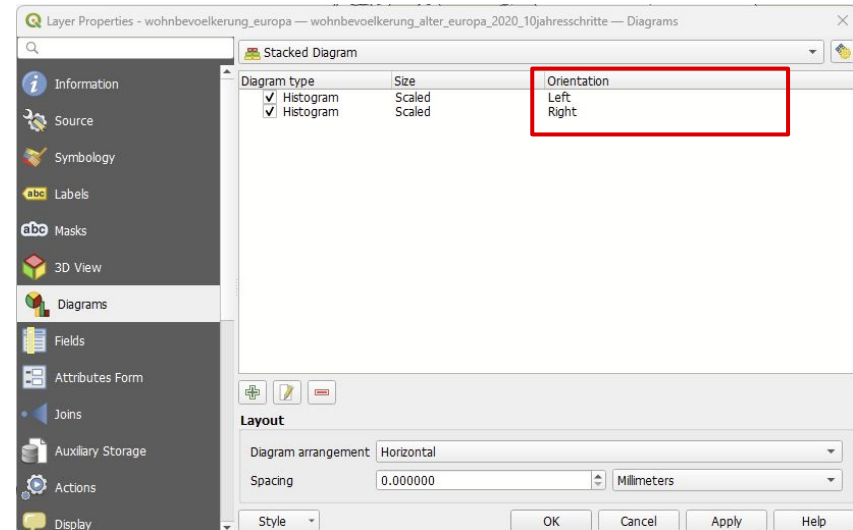 Layer Properties - wohnbevoelkerung_europa — wohnbevoelkerung_alter_europa_2020_10jahresschritte — Diagrams
Stacked Diagram
Information
Source
Symbology
abc Labels
abc Masks
3D View
Diagrams
Fields
Attributes Form
Joins
Auxiliary Storage
Actions
Display
Diagram type Size Orientation
Histogram Scaled Left
Histogram Scaled Right
Layout
Diagram arrangement Horizontal
Spacing 0.000000 Millimeters
Style OK Cancel Apply Help